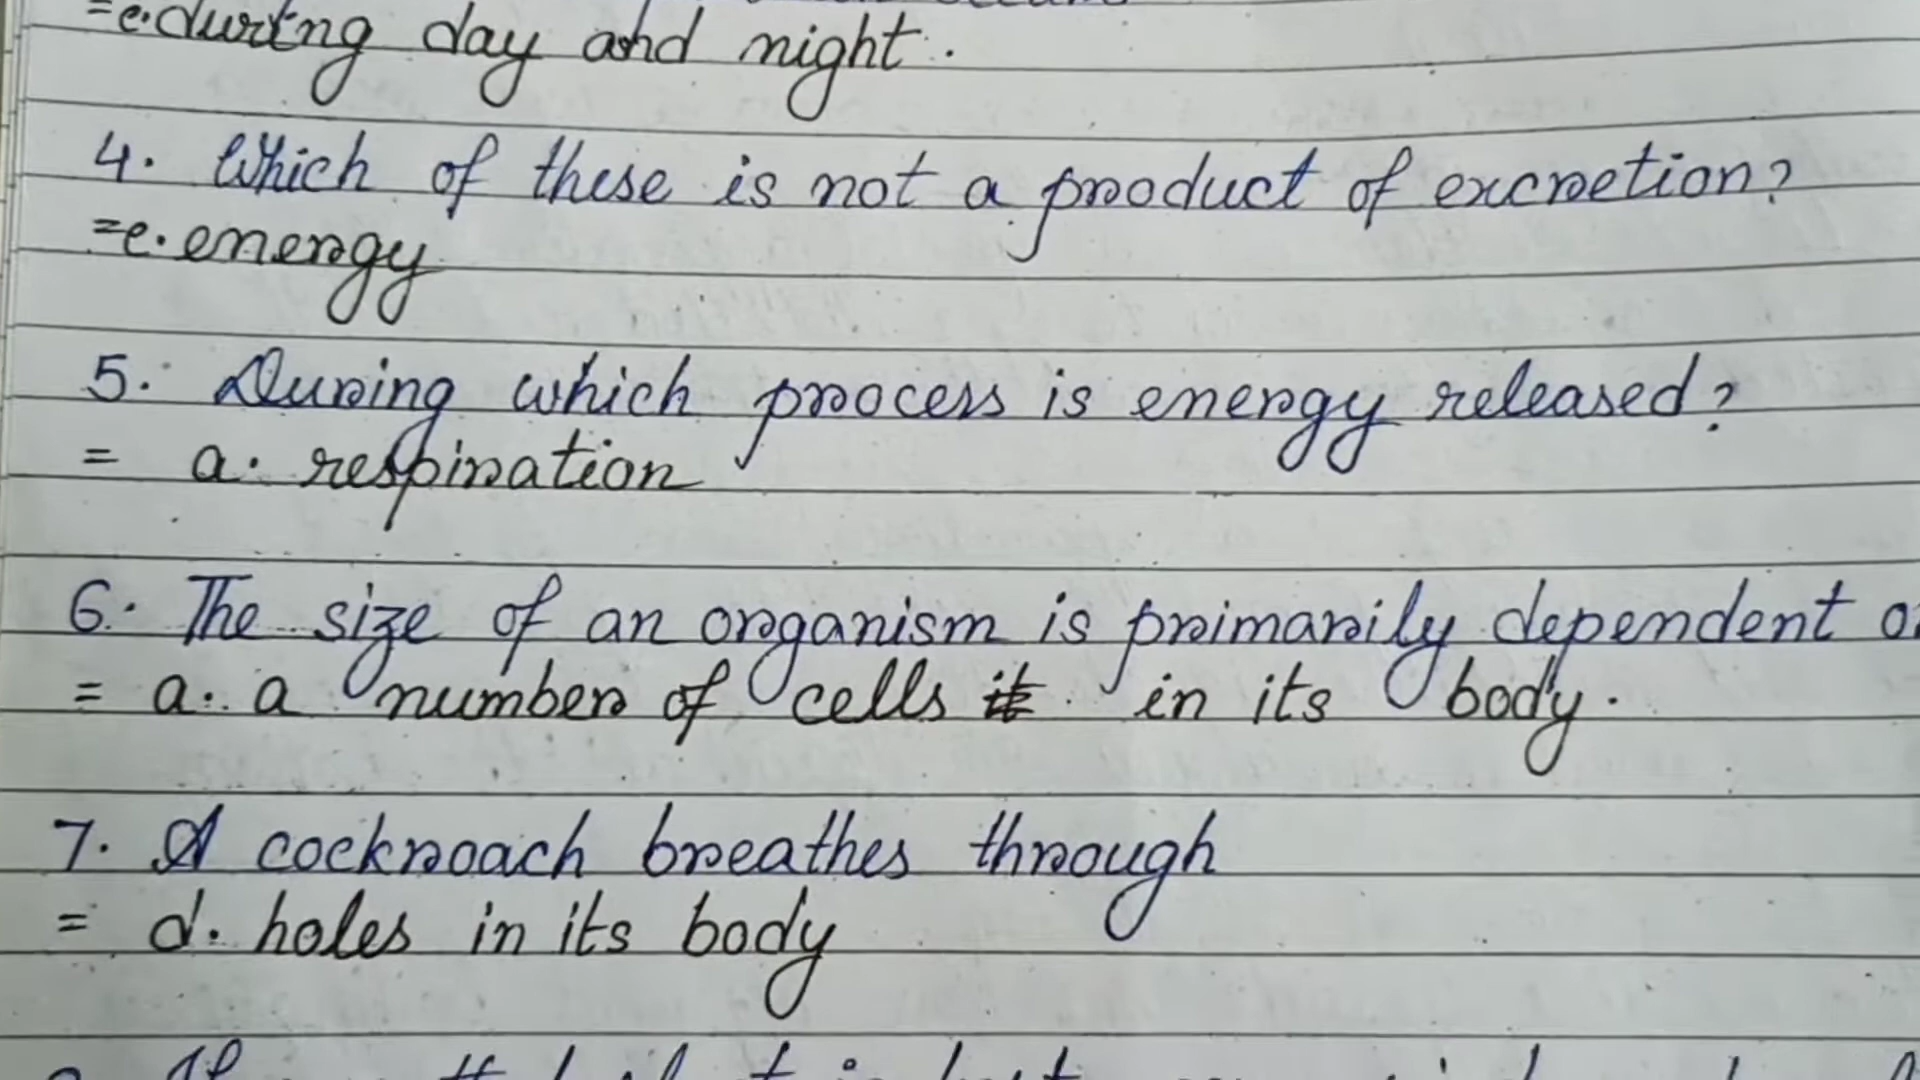 =c. during day and night.
4. Which of these is not a product of excretion?
=c. energy
5. During which process is energy released?
= a. respiration
6. The size of an organism is primarily dependent
= a. a number of cells in its body.
7. A cockroach breathes through
= d. holes in its body